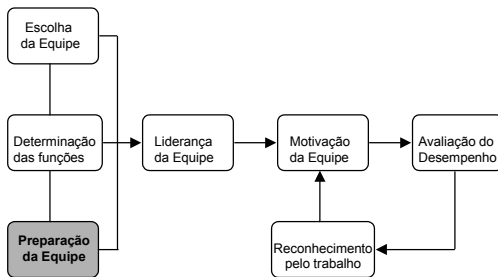 Escolha
da Equipe
Determinação
das funções
Liderança
da Equipe
Motivação
da Equipe
Avaliação do
Desempenho
Preparação
da Equipe
Reconhecimento
pelo trabalho